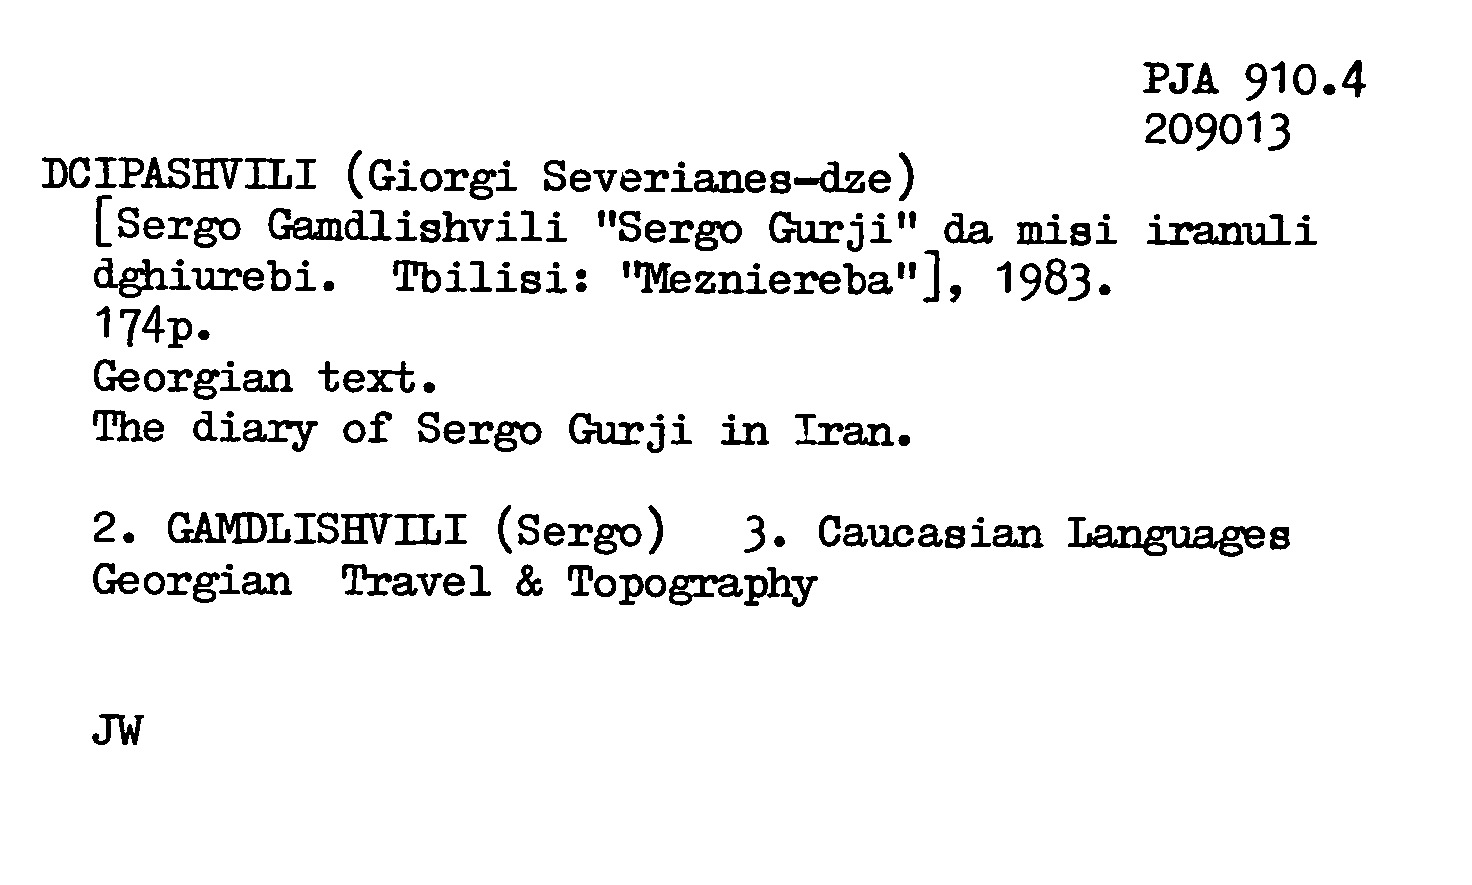 PJA 910.4
209013
DCIPASHVILI (Giorgi Severianes-dze)
[Sergo Gamdlishvili "Sergo Gurji" da misi iranuli
dghiurebi. Tbilisi: "Mezniereba"], 1983.
174p.
Georgian text.
The diary of Sergo Gurji in Iran.
2. GAMDLISHVILI (Sergo) 3. Caucasian Languages
Georgian Travel & Topography
JW